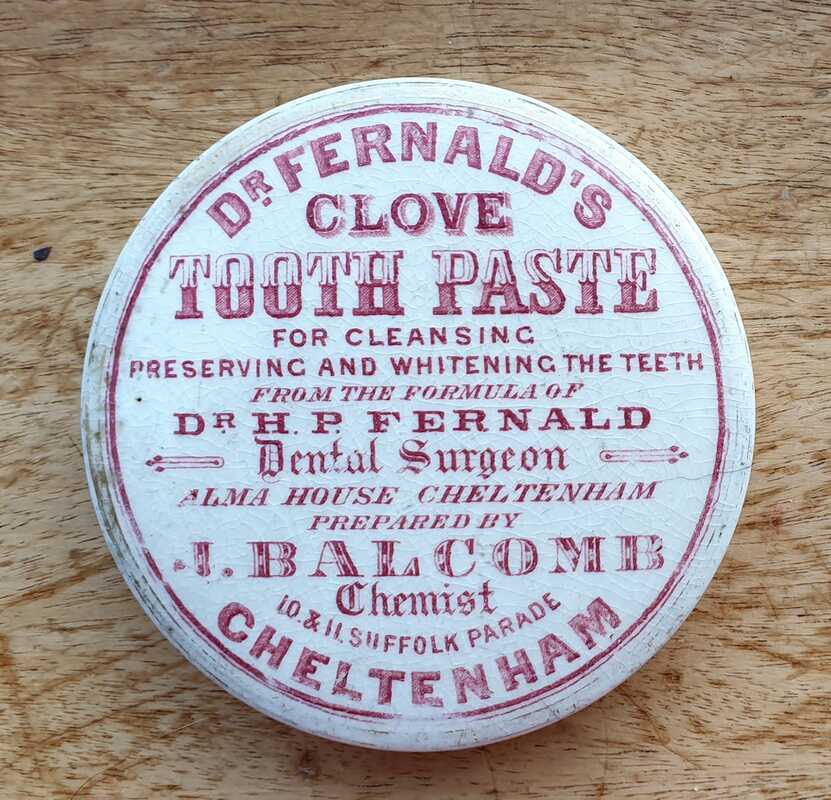 DR FERNALD'S
CLOVE
TOOTH PASTE
FOR CLEANSING
PRESERVING AND WHITENING THE TEETH
FROM THE FORMULA OF
DR H. P. FERNALD
Dental Surgeon
ALMA HOUSE CHELTENHAM
PREPARED BY
J. BALCOMB
Chemist
10. & 11. SUFFOLK PARADE
CHELTENHAM